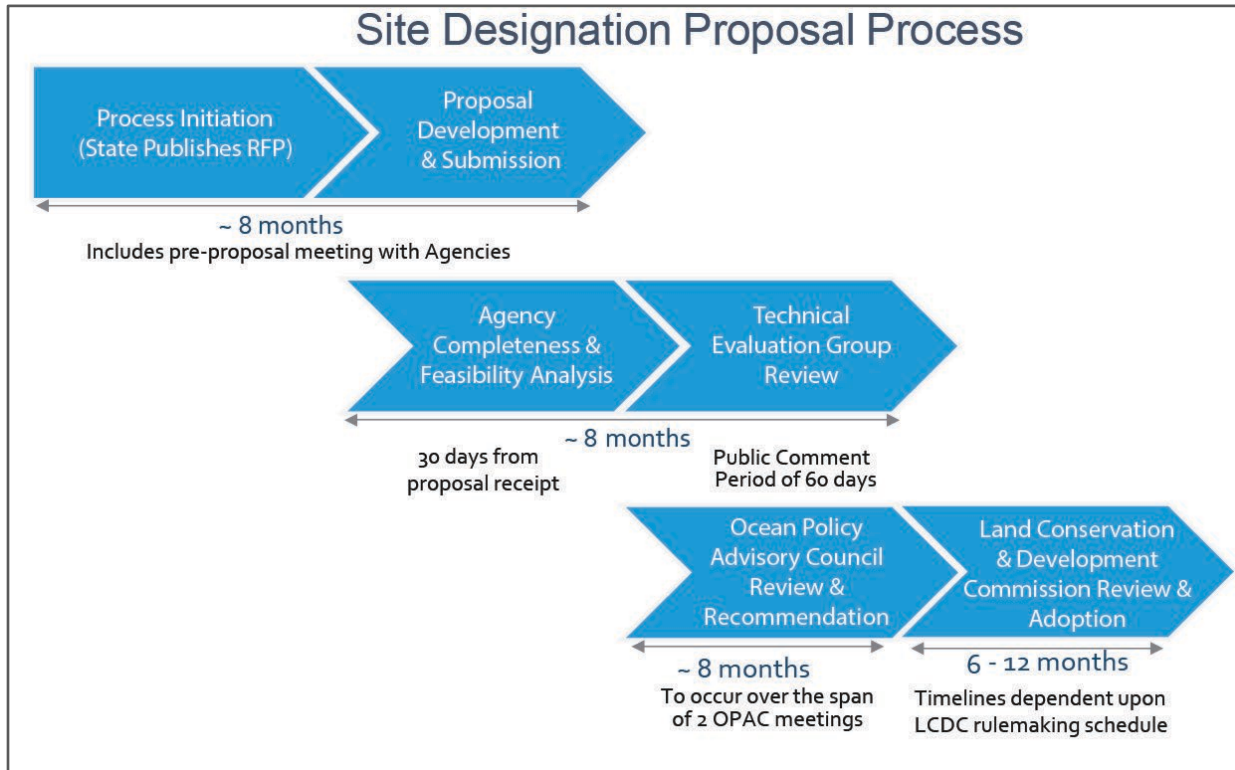 Site Designation Proposal Process
Process Initiation
(State Publishes RFP)
Proposal
Development
& Submission
~ 8 months
Includes pre-proposal meeting with Agencies
Agency
Completeness &
Feasibility Analysis
Technical
Evaluation Group
Review
~ 8 months
30 days from
proposal receipt
Public Comment
Period of 60 days
Ocean Policy
Advisory Council
Review &
Recommendation
Land Conservation
& Development
Commission Review &
Adoption
~ 8 months
To occur over the span
of 2 OPAC meetings
6 - 12 months
Timelines dependent upon
LCDC rulemaking schedule